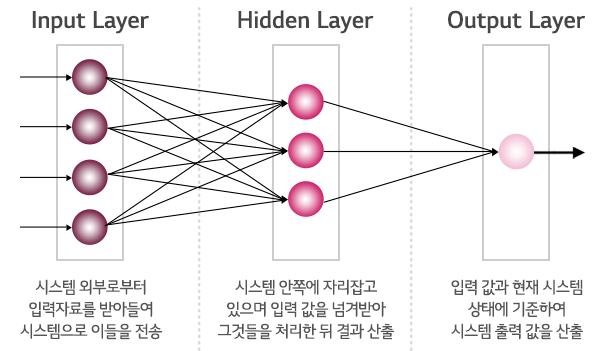 Input Layer
Hidden Layer
Output Layer
시스템 외부로부터
입력자료를 받아들여
시스템으로 이들을 전송
시스템 안쪽에 자리잡고
있으며 입력 값을 넘겨받아
그것들을 처리한 뒤 결과 산출
입력 값과 현재 시스템
상태에 기준하여
시스템 출력 값을 산출